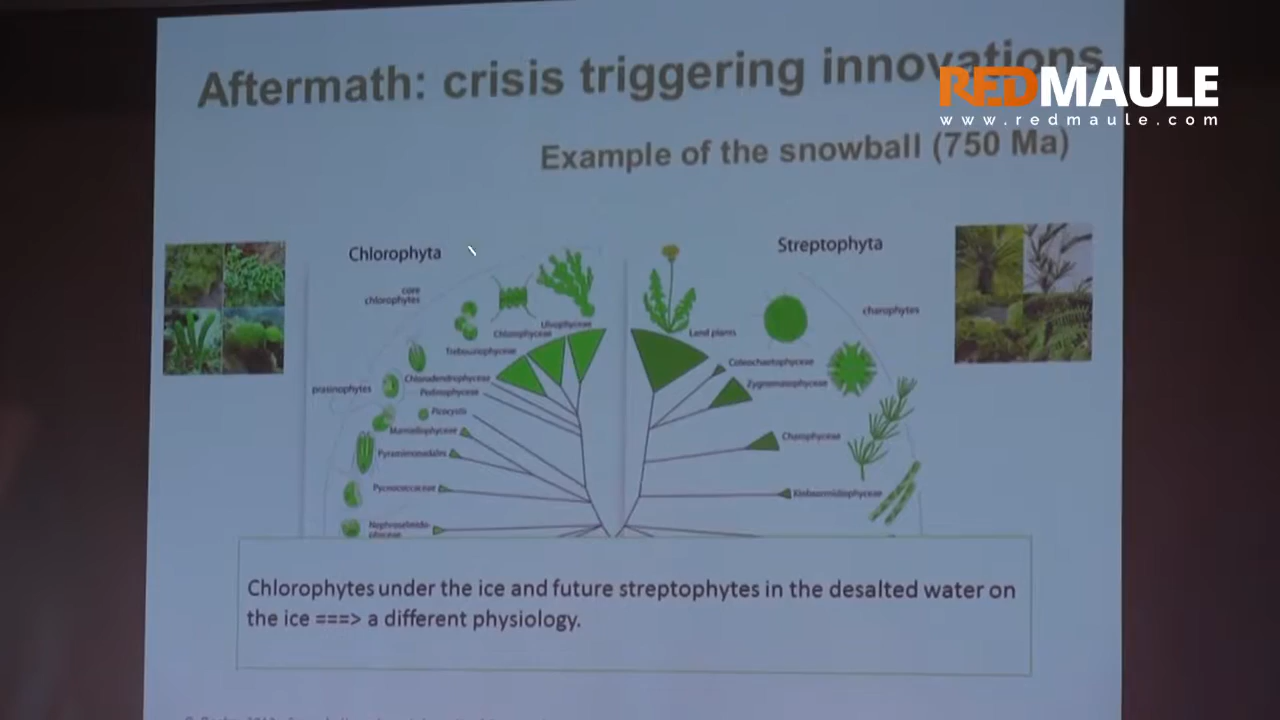 Aftermath: crisis triggering innovations
REDMAULE
www.redmaule.com
Example of the snowball (750 Ma)
Chlorophyta
Streptophyta
core
chlorophytes
charophytes
Ulvophyceae
Chlorophyceae
Land plants
Trebouxiophyceae
Coleochaetophyceae
Chlorodendrophyceae
Zygnematophyceae
prasinophytes
Pedinophyceae
Picocystis
Mamiellophyceae
Charophyceae
Pyramimonadales
Pycnococcaceae
Klebsormidiophyceae
Nephroselmido-
phyceae
Chlorophytes under the ice and future streptophytes in the desalted water on
the ice ===> a different physiology.